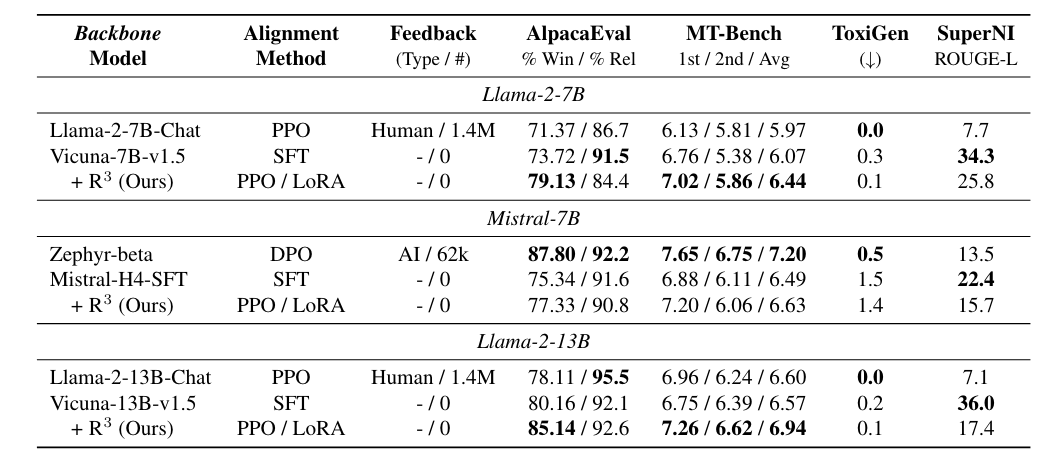 Backbone Alignment Feedback AlpacaEval MT-Bench ToxiGen SuperNI
Model Method (Type / #) % Win / % Rel 1st / 2nd / Avg (↓) ROUGE-L
Llama-2-7B
Llama-2-7B-Chat PPO Human / 1.4M 71.37 / 86.7 6.13 / 5.81 / 5.97 0.0 7.7
Vicuna-7B-v1.5 SFT - / 0 73.72 / 91.5 6.76 / 5.38 / 6.07 0.3 34.3
+ R³ (Ours) PPO / LoRA - / 0 79.13 / 84.4 7.02 / 5.86 / 6.44 0.1 25.8
Mistral-7B
Zephyr-beta DPO AI / 62k 87.80 / 92.2 7.65 / 6.75 / 7.20 0.5 13.5
Mistral-H4-SFT SFT - / 0 75.34 / 91.6 6.88 / 6.11 / 6.49 1.5 22.4
+ R³ (Ours) PPO / LoRA - / 0 77.33 / 90.8 7.20 / 6.06 / 6.63 1.4 15.7
Llama-2-13B
Llama-2-13B-Chat PPO Human / 1.4M 78.11 / 95.5 6.96 / 6.24 / 6.60 0.0 7.1
Vicuna-13B-v1.5 SFT - / 0 80.16 / 92.1 6.75 / 6.39 / 6.57 0.2 36.0
+ R³ (Ours) PPO / LoRA - / 0 85.14 / 92.6 7.26 / 6.62 / 6.94 0.1 17.4